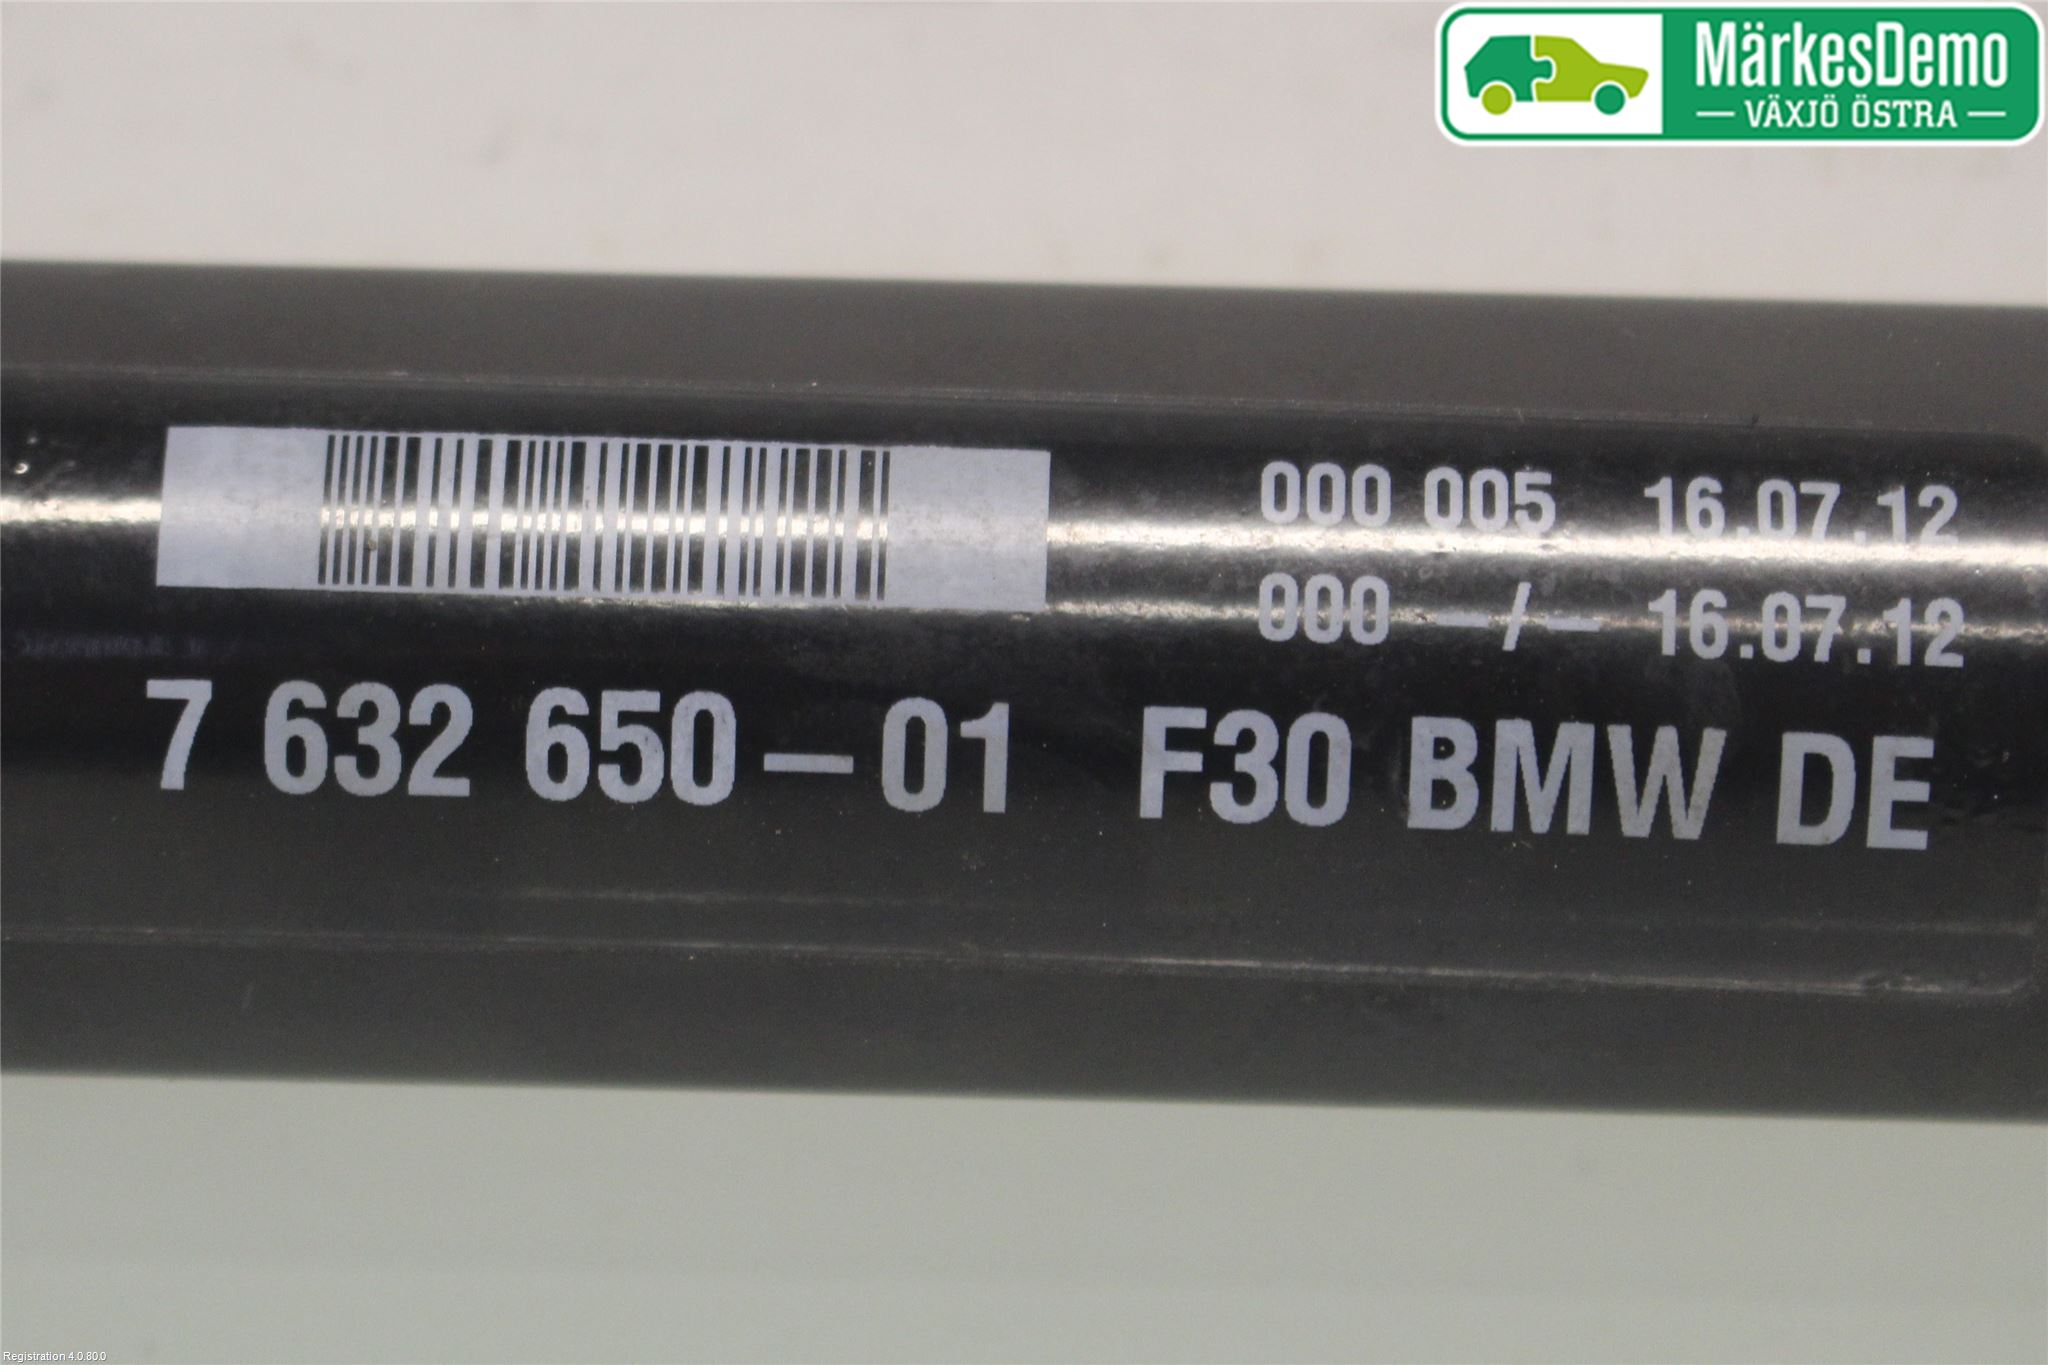 MärkesDemo
— VÄXJÖ ÖSTRA —
000 005 16.07.12
000 –/– 16.07.12
7 632 650–01 F30 BMW DE
Registration 4.0.80.0